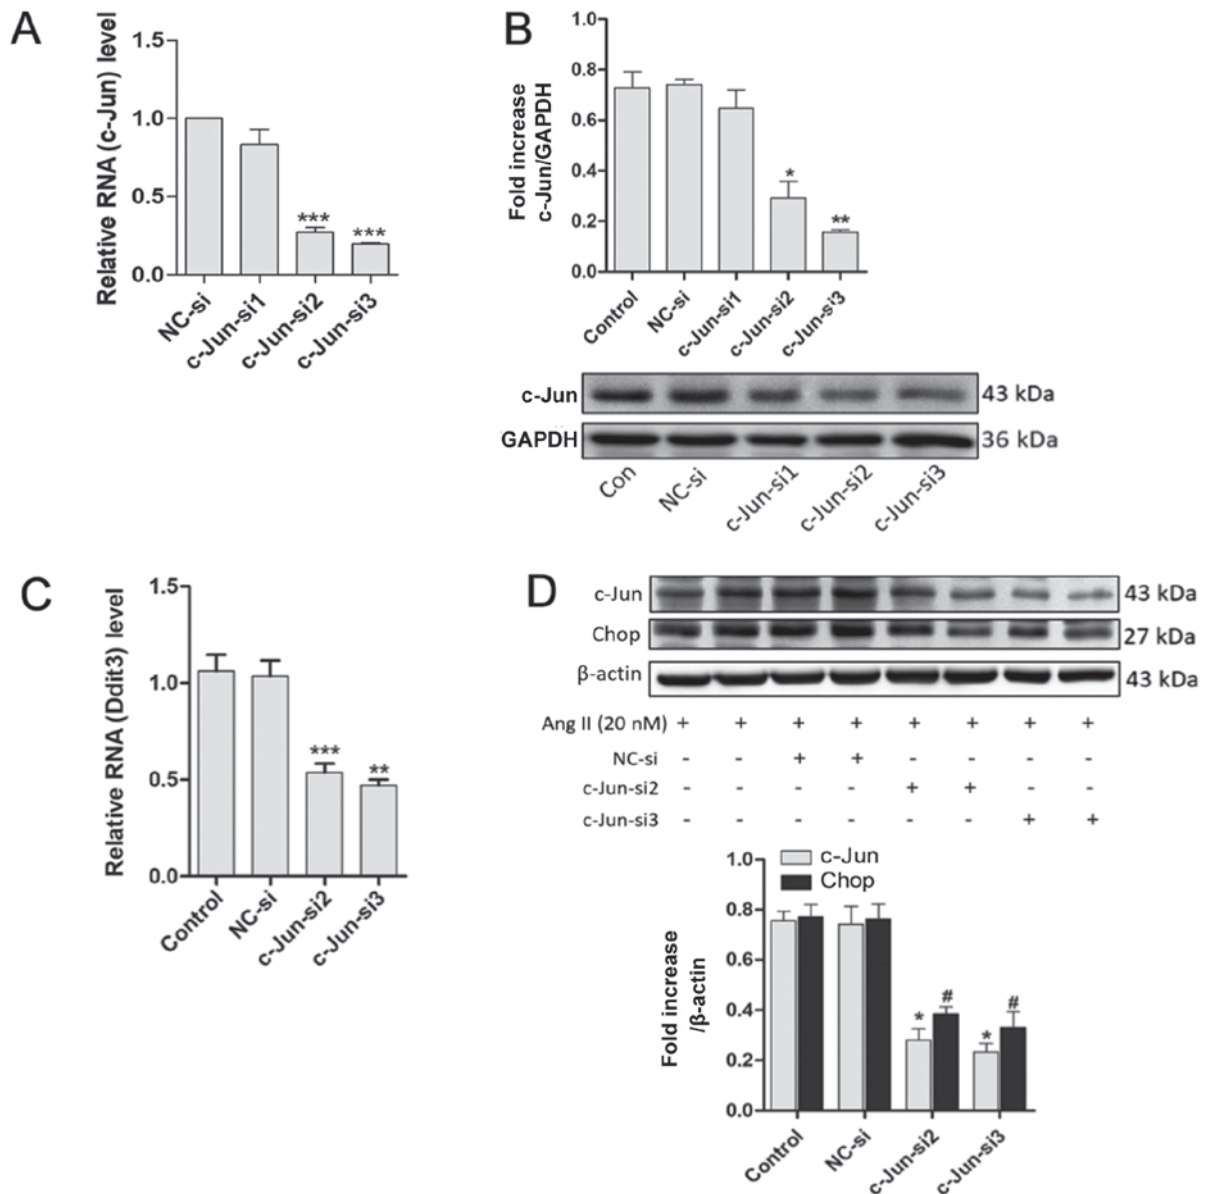 A
Relative RNA (c-Jun) level
1.5
1.0
0.5
0.0
***
***
NC-si
c-Jun-si1
c-Jun-si2
c-Jun-si3
B
Fold increase
c-Jun/GAPDH
1.0
0.8
0.6
0.4
0.2
0.0
*
**
Control
NC-si
c-Jun-si1
c-Jun-si2
c-Jun-si3
c-Jun 43 kDa
GAPDH 36 kDa
Con
NC-si
c-Jun-si1
c-Jun-si2
c-Jun-si3
C
Relative RNA (Ddit3) level
1.5
1.0
0.5
0.0
***
**
Control
NC-si
c-Jun-si2
c-Jun-si3
D
c-Jun 43 kDa
Chop 27 kDa
β-actin 43 kDa
Ang II (20 nM) + + + + + + + +
NC-si - - + + - - - -
c-Jun-si2 - - - - + + - -
c-Jun-si3 - - - - - - + +
c-Jun
Chop
Fold increase
/β-actin
1.0
0.8
0.6
0.4
0.2
0.0
* #
* #
Control
NC-si
c-Jun-si2
c-Jun-si3